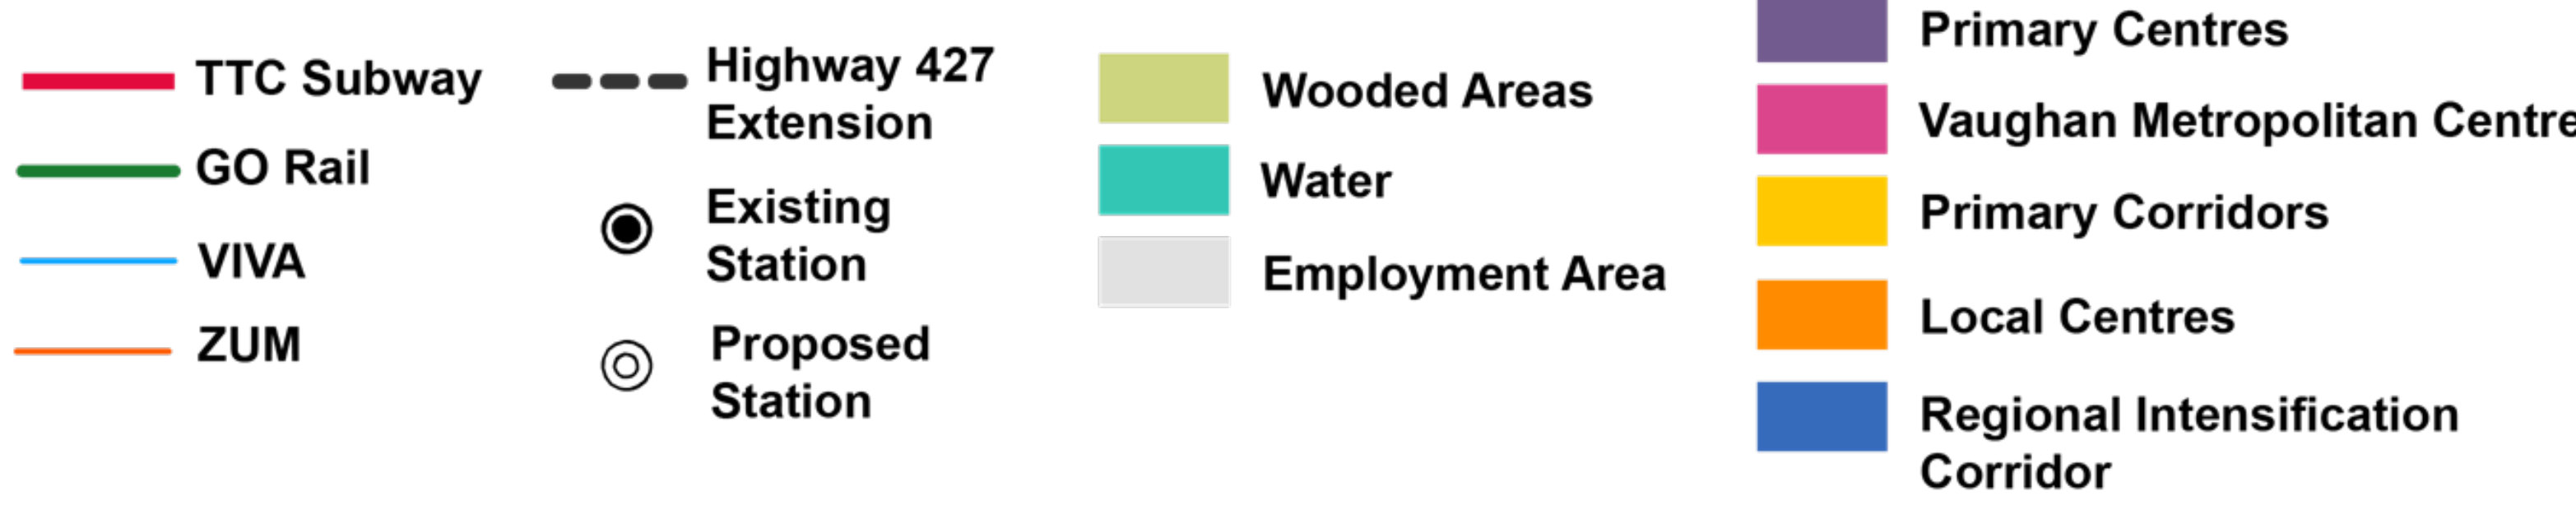 TTC Subway
GO Rail
VIVA
ZUM
Highway 427
Extension
Existing
Station
Proposed
Station
Wooded Areas
Water
Employment Area
Primary Centres
Vaughan Metropolitan Centre
Primary Corridors
Local Centres
Regional Intensification
Corridor